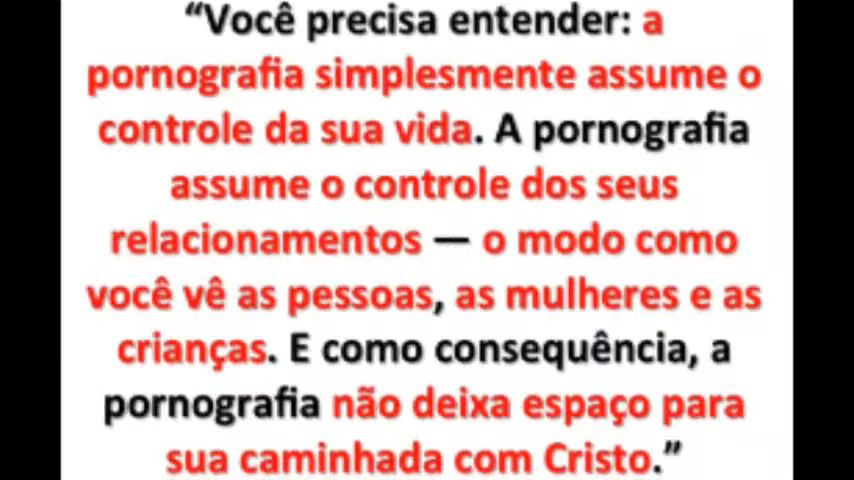 “Você precisa entender: a
pornografia simplesmente assume o
controle da sua vida. A pornografia
assume o controle dos seus
relacionamentos — o modo como
você vê as pessoas, as mulheres e as
crianças. E como consequência, a
pornografia não deixa espaço para
sua caminhada com Cristo.”